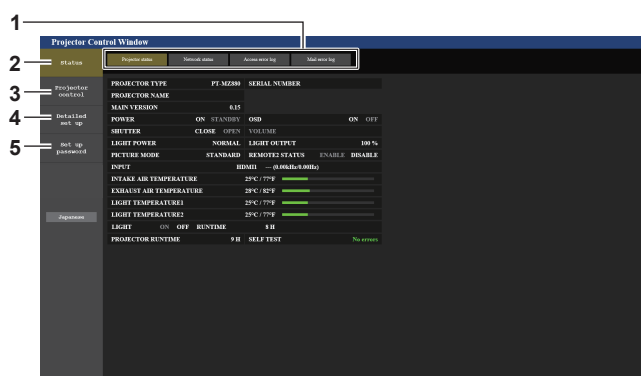 1
Projector Control Window
2 Status Projector status Network status Access error log Mail error log
3 Projector control
4 Detailed set up
5 Set up password
Japanese
PROJECTOR TYPE PT-MZ880 SERIAL NUMBER
PROJECTOR NAME
MAIN VERSION 0.15
POWER ON STANDBY OSD ON OFF
SHUTTER CLOSE OPEN VOLUME
LIGHT POWER NORMAL LIGHT OUTPUT 100 %
PICTURE MODE STANDARD REMOTE2 STATUS ENABLE DISABLE
INPUT HDMI1 --- (0.00kHz/0.00Hz)
INTAKE AIR TEMPERATURE 25°C / 77°F
EXHAUST AIR TEMPERATURE 28°C / 82°F
LIGHT TEMPERATURE1 25°C / 77°F
LIGHT TEMPERATURE2 25°C / 77°F
LIGHT ON OFF RUNTIME 8 H
PROJECTOR RUNTIME 9 H SELF TEST No errors